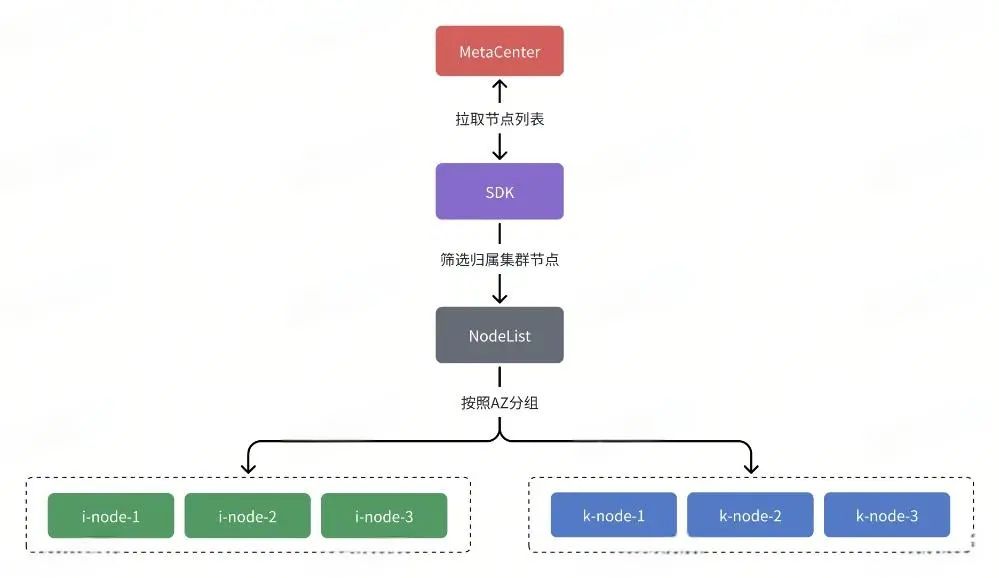 MetaCenter
拉取节点列表
SDK
筛选归属集群节点
NodeList
按照AZ分组
i-node-1
i-node-2
i-node-3
k-node-1
k-node-2
k-node-3